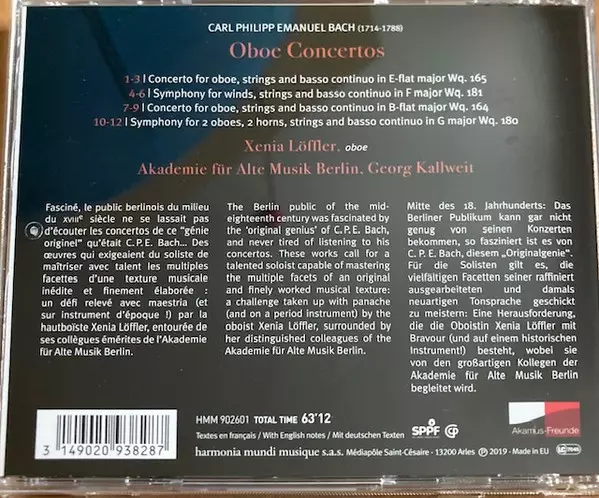 CARL PHILIPP EMANUEL BACH (1714-1788)
Oboe Concertos
1-3 | Concerto for oboe, strings and basso continuo in E-flat major Wq. 165
4-6 | Symphony for winds, strings and basso continuo in F major Wq. 181
7-9 | Concerto for oboe, strings and basso continuo in B-flat major Wq. 164
10-12 | Symphony for 2 oboes, 2 horns, strings and basso continuo in G major Wq. 180
Xenia Löffler, oboe
Akademie für Alte Musik Berlin, Georg Kallweit
Fasciné, le public berlinois du milieu
du XVIIIe siècle ne se lassait pas
d'écouter les concertos de ce "génie
originel" qu'était C. P. E. Bach... Des
œuvres qui exigeaient du soliste de
maîtriser avec talent les multiples
facettes d'une texture musicale
inédite et finement élaborée :
un défi relevé avec maestria (et
sur instrument d'époque !) par la
hautboïste Xenia Löffler, entourée de
ses collègues émérites de l'Akademie
für Alte Musik Berlin.
The Berlin public of the mid-
eighteenth century was fascinated by
the 'original genius' of C. P. E. Bach,
and never tired of listening to his
concertos. These works call for a
talented soloist capable of mastering
the multiple facets of an original
and finely worked musical texture:
a challenge taken up with panache
(and on a period instrument) by the
oboist Xenia Löffler, surrounded by
her distinguished colleagues of the
Akademie für Alte Musik Berlin.
Mitte des 18. Jahrhunderts: Das
Berliner Publikum kann gar nicht
genug von seinen Konzerten
bekommen, so fasziniert ist es von
C. P. E. Bach, diesem „Originalgenie".
Für die Solisten gilt es, die
vielfältigen Facetten seiner raffiniert
ausgearbeiteten und damals
neuartigen Tonsprache geschickt
zu meistern: Eine Herausforderung,
die die Oboistin Xenia Löffler mit
Bravour (und auf einem historischen
Instrument!) besteht, wobei sie
von den großartigen Kollegen der
Akademie für Alte Musik Berlin
begleitet wird.
HMM 902601 TOTAL TIME 63'12
Textes en français / With English notes / Mit deutschen Texten
harmonia mundi musique s.a.s. Médiapôle Saint-Césaire - 13200 Arles Ⓟ 2019 - Made in EU
3 149020 938287
SPPF
Akamus-Freunde